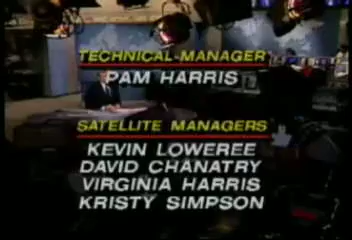 TECHNICAL MANAGER
PAM HARRIS
SATELLITE MANAGERS
KEVIN LOWEREE
DAVID CHANATRY
VIRGINIA HARRIS
KRISTY SIMPSON